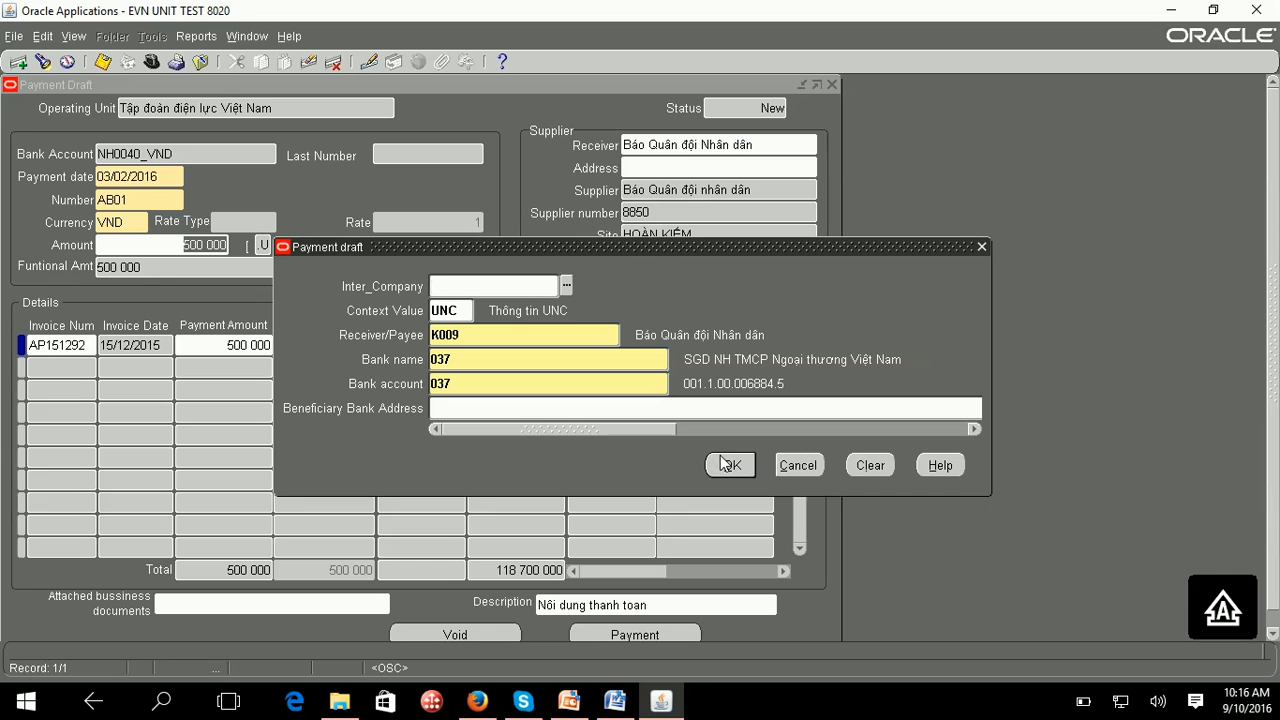 Oracle Applications - EVN UNIT TEST 8020
File Edit View Folder Tools Reports Window Help
ORACLE
Payment Draft
Operating Unit Tập đoàn điện lực Việt Nam Status New
Supplier
Bank Account NH0040_VND Last Number
Receiver Báo Quân đội Nhân dân
Payment date 03/02/2016
Address
Number AB01
Supplier Báo Quân đội nhân dân
Currency VND Rate Type Rate 1
Supplier number 8850
Amount 500 000 [ .U
Site HOÀN KIẾM
Funtional Amt 500 000
Payment draft
Inter_Company ...
Context Value UNC Thông tin UNC
Receiver/Payee K009 Báo Quân đội Nhân dân
Bank name 037 SGD NH TMCP Ngoại thương Việt Nam
Bank account 037 001.1.00.006884.5
Beneficiary Bank Address
OK Cancel Clear Help
Details
Invoice Num Invoice Date Payment Amount
AP151292 15/12/2015 500 000
Total 500 000 500 000 118 700 000
Attached bussiness
documents
Description Nôi dung thanh toan
Void Payment
Record: 1/1 ... <OSC>
10:16 AM
9/10/2016